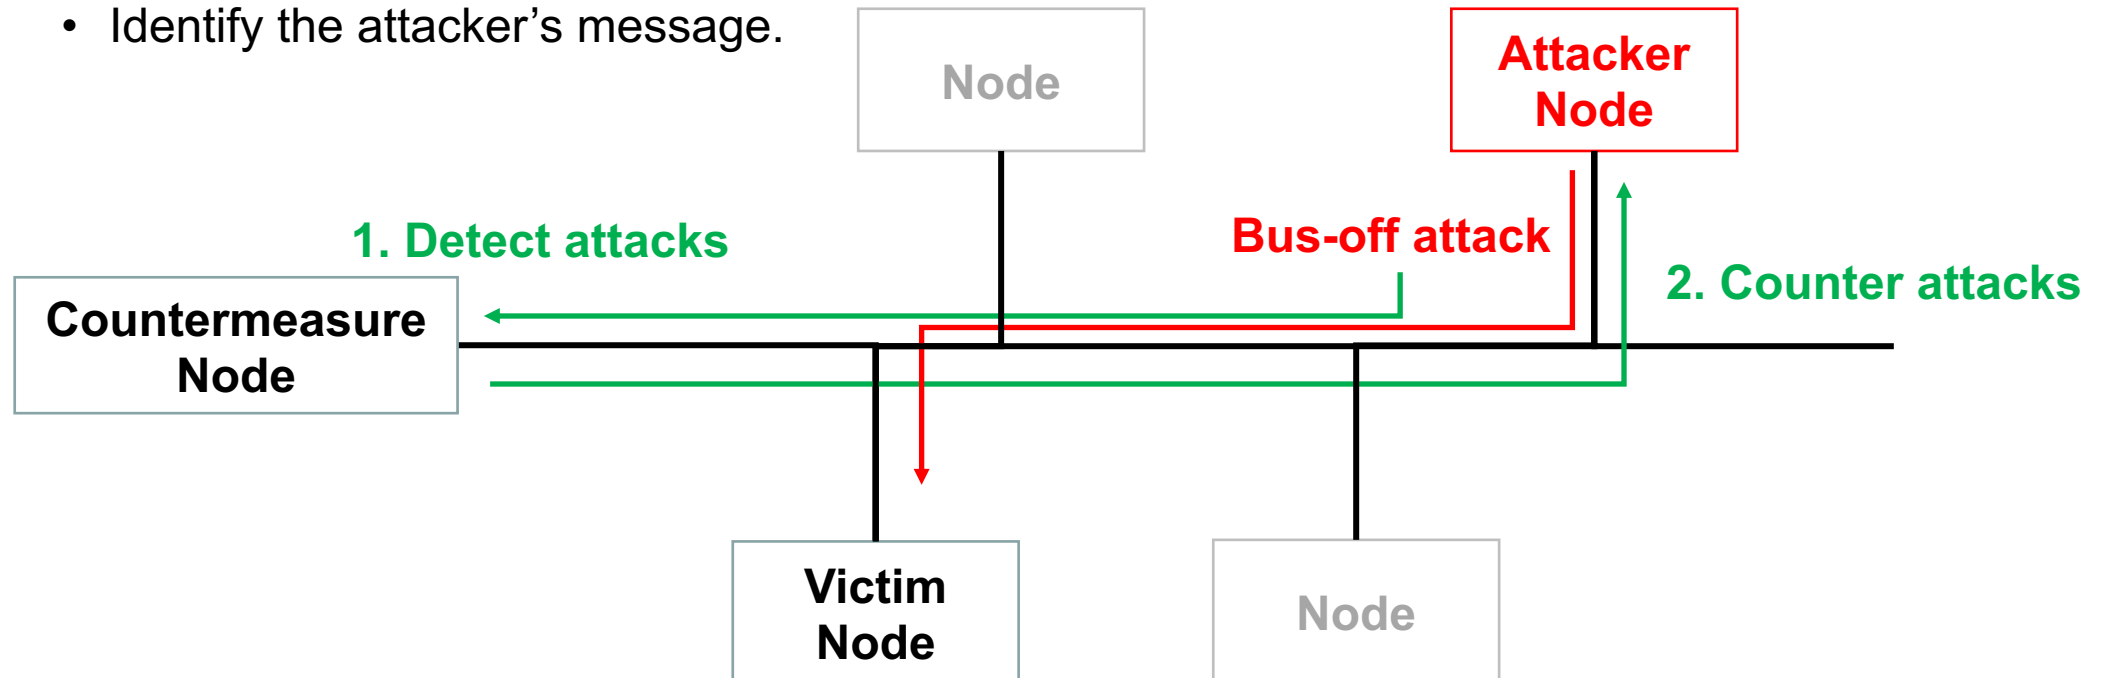 • Identify the attacker’s message.
Node
Attacker
Node
1. Detect attacks
Bus-off attack
2. Counter attacks
Countermeasure
Node
Victim
Node
Node